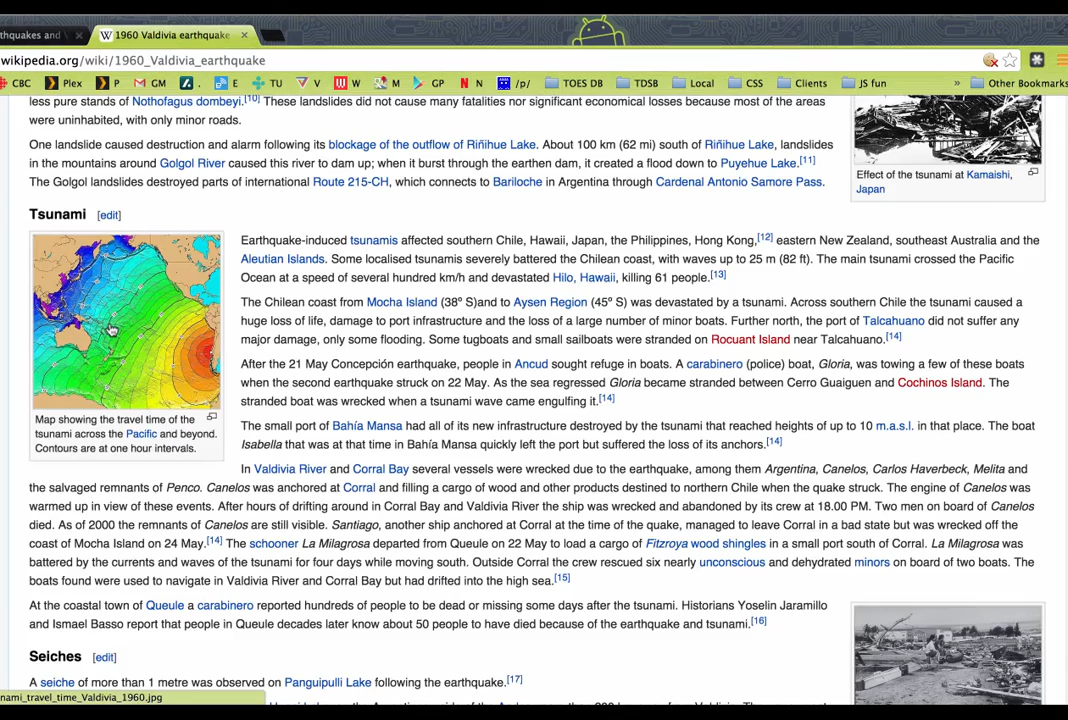 thquakes and
W 1960 Valdivia earthquake
wikipedia.org/wiki/1960_Valdivia_earthquake
CBC Plex P GM . E TU V W M GP N /p/ TOES DB TDSB Local CSS Clients JS fun » Other Bookmarks
less pure stands of Nothofagus dombeyi.[10] These landslides did not cause many fatalities nor significant economical losses because most of the areas
were uninhabited, with only minor roads.
One landslide caused destruction and alarm following its blockage of the outflow of Riñihue Lake. About 100 km (62 mi) south of Riñihue Lake, landslides
in the mountains around Golgol River caused this river to dam up; when it burst through the earthen dam, it created a flood down to Puyehue Lake.[11]
The Golgol landslides destroyed parts of international Route 215-CH, which connects to Bariloche in Argentina through Cardenal Antonio Samore Pass.
Effect of the tsunami at Kamaishi,
Japan
Tsunami [edit]
Map showing the travel time of the
tsunami across the Pacific and beyond.
Contours are at one hour intervals.
Earthquake-induced tsunamis affected southern Chile, Hawaii, Japan, the Philippines, Hong Kong,[12] eastern New Zealand, southeast Australia and the
Aleutian Islands. Some localised tsunamis severely battered the Chilean coast, with waves up to 25 m (82 ft). The main tsunami crossed the Pacific
Ocean at a speed of several hundred km/h and devastated Hilo, Hawaii, killing 61 people.[13]
The Chilean coast from Mocha Island (38° S)and to Aysen Region (45° S) was devastated by a tsunami. Across southern Chile the tsunami caused a
huge loss of life, damage to port infrastructure and the loss of a large number of minor boats. Further north, the port of Talcahuano did not suffer any
major damage, only some flooding. Some tugboats and small sailboats were stranded on Rocuant Island near Talcahuano.[14]
After the 21 May Concepción earthquake, people in Ancud sought refuge in boats. A carabinero (police) boat, Gloria, was towing a few of these boats
when the second earthquake struck on 22 May. As the sea regressed Gloria became stranded between Cerro Guaiguen and Cochinos Island. The
stranded boat was wrecked when a tsunami wave came engulfing it.[14]
The small port of Bahía Mansa had all of its new infrastructure destroyed by the tsunami that reached heights of up to 10 m.a.s.l. in that place. The boat
Isabella that was at that time in Bahía Mansa quickly left the port but suffered the loss of its anchors.[14]
In Valdivia River and Corral Bay several vessels were wrecked due to the earthquake, among them Argentina, Canelos, Carlos Haverbeck, Melita and
the salvaged remnants of Penco. Canelos was anchored at Corral and filling a cargo of wood and other products destined to northern Chile when the quake struck. The engine of Canelos was
warmed up in view of these events. After hours of drifting around in Corral Bay and Valdivia River the ship was wrecked and abandoned by its crew at 18.00 PM. Two men on board of Canelos
died. As of 2000 the remnants of Canelos are still visible. Santiago, another ship anchored at Corral at the time of the quake, managed to leave Corral in a bad state but was wrecked off the
coast of Mocha Island on 24 May.[14] The schooner La Milagrosa departed from Queule on 22 May to load a cargo of Fitzroya wood shingles in a small port south of Corral. La Milagrosa was
battered by the currents and waves of the tsunami for four days while moving south. Outside Corral the crew rescued six nearly unconscious and dehydrated minors on board of two boats. The
boats found were used to navigate in Valdivia River and Corral Bay but had drifted into the high sea.[15]
At the coastal town of Queule a carabinero reported hundreds of people to be dead or missing some days after the tsunami. Historians Yoselin Jaramillo
and Ismael Basso report that people in Queule decades later know about 50 people to have died because of the earthquake and tsunami.[16]
Seiches [edit]
A seiche of more than 1 metre was observed on Panguipulli Lake following the earthquake.[17]
nami_travel_time_Valdivia_1960.jpg